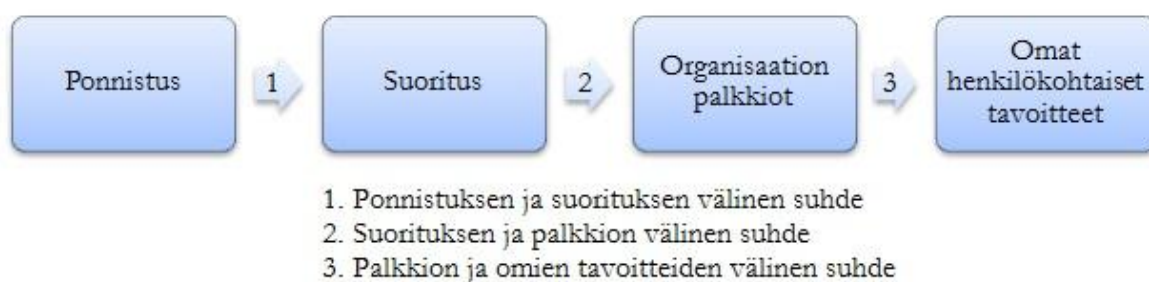 Ponnistus
1
Suoritus
2
Organisaation
palkkiot
3
Omat
henkilökohtaiset
tavoitteet
1. Ponnistuksen ja suorituksen välinen suhde
2. Suorituksen ja palkkion välinen suhde
3. Palkkion ja omien tavoitteiden välinen suhde